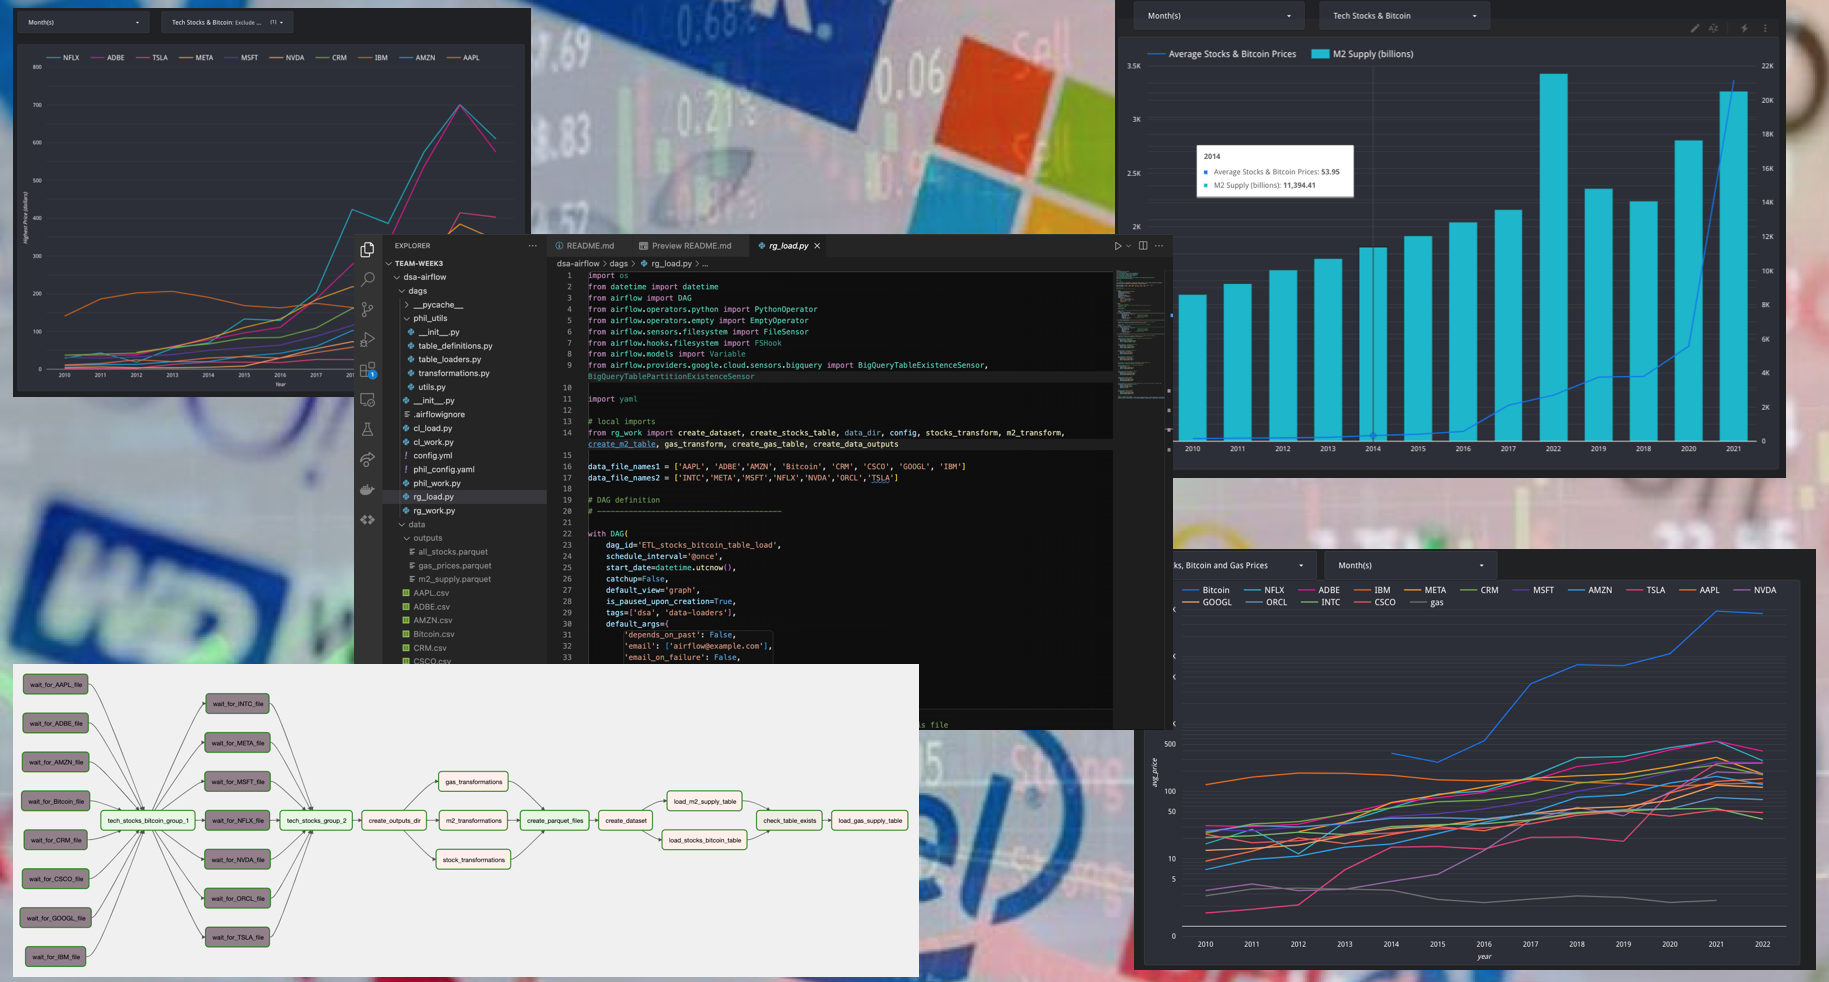 Month(s)
Tech Stocks & Bitcoin: Exclude ... (1)
NFLX ADBE TSLA META MSFT NVDA CRM IBM AMZN AAPL
800
700
600
500
400
300
200
100
0
Highest Price (dollars)
2010 2011 2012 2013 2014 2015 2016 2017
Year
.69
0.68
0.06
Sell
0.21
.83
Sell
Month(s)
Tech Stocks & Bitcoin
Average Stocks & Bitcoin Prices M2 Supply (billions)
3.5K
3K
2.5K
2K
22K
20K
18K
16K
14K
12K
10K
8K
6K
4K
2K
0
2014
Average Stocks & Bitcoin Prices: 53.95
M2 Supply (billions): 11,394.41
2010 2011 2012 2013 2014 2015 2016 2017 2022 2019 2018 2020 2021
EXPLORER ...
TEAM-WEEK3
dsa-airflow
dags
__pycache__
phil_utils
__init__.py
table_definitions.py
table_loaders.py
transformations.py
utils.py
__init__.py
.airflowignore
cl_load.py
cl_work.py
config.yml
phil_config.yaml
phil_work.py
rg_load.py
rg_work.py
data
outputs
all_stocks.parquet
gas_prices.parquet
m2_supply.parquet
AAPL.csv
ADBE.csv
AMZN.csv
Bitcoin.csv
CRM.csv
CSCO.csv
1
README.md Preview README.md rg_load.py
dsa-airflow > dags > rg_load.py > ...
1 import os
2 from datetime import datetime
3 from airflow import DAG
4 from airflow.operators.python import PythonOperator
5 from airflow.operators.empty import EmptyOperator
6 from airflow.sensors.filesystem import FileSensor
7 from airflow.hooks.filesystem import FSHook
8 from airflow.models import Variable
9 from airflow.providers.google.cloud.sensors.bigquery import BigQueryTableExistenceSensor,
BigQueryTablePartitionExistenceSensor
10
11 import yaml
12
13 # local imports
14 from rg_work import create_dataset, create_stocks_table, data_dir, config, stocks_transform, m2_transform,
create_m2_table, gas_transform, create_gas_table, create_data_outputs
15
16 data_file_names1 = ['AAPL', 'ADBE','AMZN', 'Bitcoin', 'CRM', 'CSCO', 'GOOGL', 'IBM']
17 data_file_names2 = ['INTC','META','MSFT','NFLX','NVDA','ORCL','TSLA']
18
19 # DAG definition
20 # -----------------------------------------
21
22 with DAG(
23 dag_id='ETL_stocks_bitcoin_table_load',
24 schedule_interval='@once',
25 start_date=datetime.utcnow(),
26 catchup=False,
27 default_view='graph',
28 is_paused_upon_creation=True,
29 tags=['dsa', 'data-loaders'],
30 default_args={
31 'depends_on_past': False,
32 'email': ['airflow@example.com'],
33 'email_on_failure': False,
is file
wait_for_AAPL_file
wait_for_ADBE_file
wait_for_AMZN_file
wait_for_Bitcoin_file
wait_for_CRM_file
wait_for_CSCO_file
wait_for_GOOGL_file
wait_for_IBM_file
tech_stocks_bitcoin_group_1
wait_for_INTC_file
wait_for_META_file
wait_for_MSFT_file
wait_for_NFLX_file
wait_for_NVDA_file
wait_for_ORCL_file
wait_for_TSLA_file
tech_stocks_group_2
create_outputs_dir
gas_transformations
m2_transformations
stock_transformations
create_parquet_files
create_dataset
load_m2_supply_table
load_stocks_bitcoin_table
check_table_exists
load_gas_supply_table
ks, Bitcoin and Gas Prices
Month(s)
Bitcoin NFLX ADBE IBM META CRM MSFT AMZN TSLA AAPL NVDA
GOOGL ORCL INTC CSCO gas
500
100
50
10
5
0
avg_price
2010 2011 2012 2013 2014 2015 2016 2017 2018 2019 2020 2021 2022
year
Strong